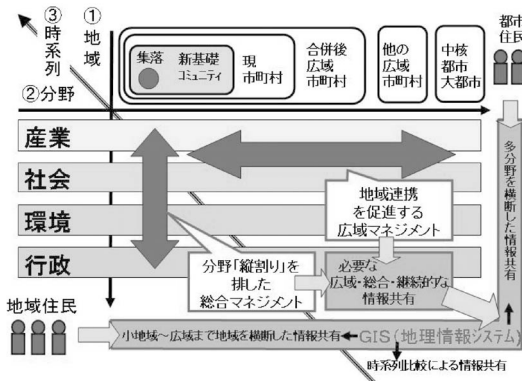 ③時系列
①地域
②分野
集落
新基礎
コミュニティ
現
市町村
合併後
広域
市町村
他の
広域
市町村
中核
都市
大都市
都市
住民
産業
社会
環境
行政
地域連携
を促進する
広域マネジメント
分野「縦割り」を
排した
総合マネジメント
必要な
広域・総合・継続的な
情報共有
多分野を横断した情報共有
地域住民
小地域～広域まで地域を横断した情報共有
GIS(地理情報システム)
時系列比較による情報共有